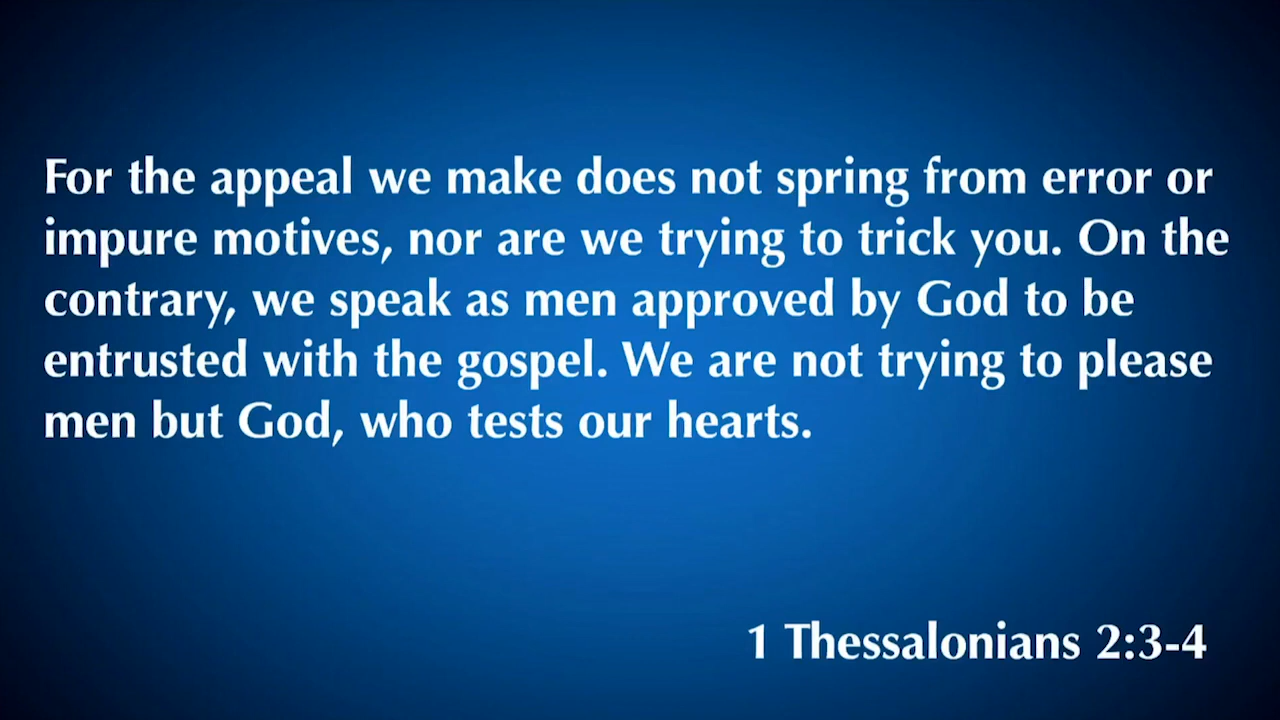 For the appeal we make does not spring from error or
impure motives, nor are we trying to trick you. On the
contrary, we speak as men approved by God to be
entrusted with the gospel. We are not trying to please
men but God, who tests our hearts.
1 Thessalonians 2:3-4